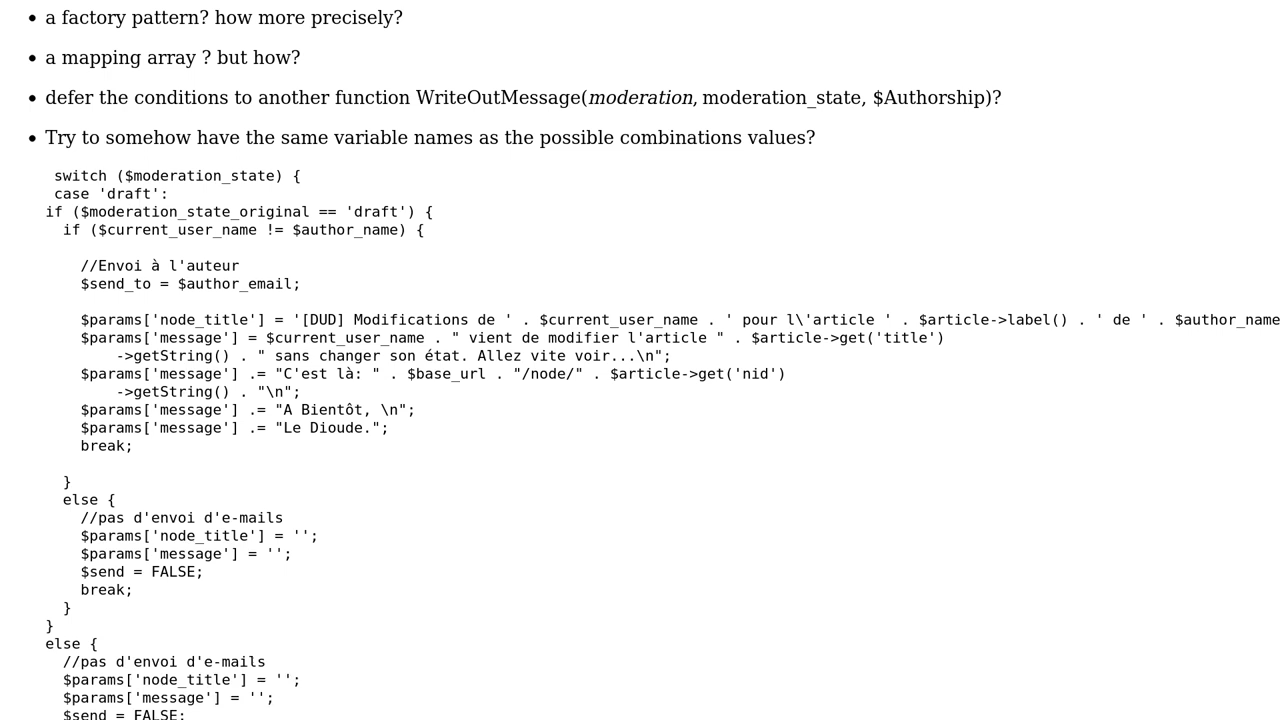 • a factory pattern? how more precisely?
• a mapping array ? but how?
• defer the conditions to another function WriteOutMessage(moderation, moderation_state, $Authorship)?
• Try to somehow have the same variable names as the possible combinations values?
 switch ($moderation_state) {
 case 'draft':
if ($moderation_state_original == 'draft') {
  if ($current_user_name != $author_name) {
    //Envoi à l'auteur
    $send_to = $author_email;
    $params['node_title'] = '[DUD] Modifications de ' . $current_user_name . ' pour l\'article ' . $article->label() . ' de ' . $author_name
    $params['message'] = $current_user_name . " vient de modifier l'article " . $article->get('title')
        ->getString() . " sans changer son état. Allez vite voir...\n";
    $params['message'] .= "C'est là: " . $base_url . "/node/" . $article->get('nid')
        ->getString() . "\n";
    $params['message'] .= "A Bientôt, \n";
    $params['message'] .= "Le Dioude.";
    break;
  }
  else {
    //pas d'envoi d'e-mails
    $params['node_title'] = '';
    $params['message'] = '';
    $send = FALSE;
    break;
  }
}
else {
  //pas d'envoi d'e-mails
  $params['node_title'] = '';
  $params['message'] = '';
  $send = FALSE;